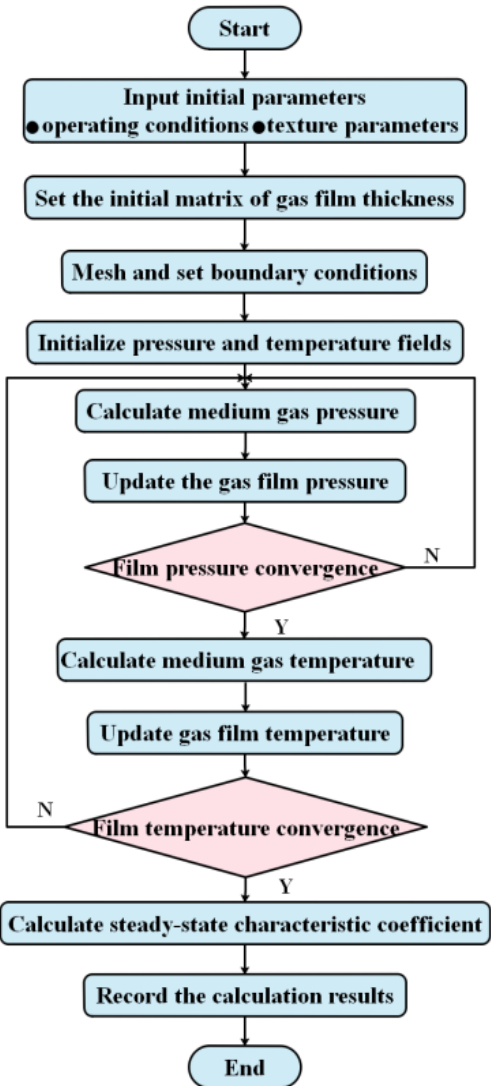 Start
Input initial parameters
●operating conditions ●texture parameters
Set the initial matrix of gas film thickness
Mesh and set boundary conditions
Initialize pressure and temperature fields
Calculate medium gas pressure
Update the gas film pressure
Film pressure convergence
N
Y
Calculate medium gas temperature
Update gas film temperature
N
Film temperature convergence
Y
Calculate steady-state characteristic coefficient
Record the calculation results
End